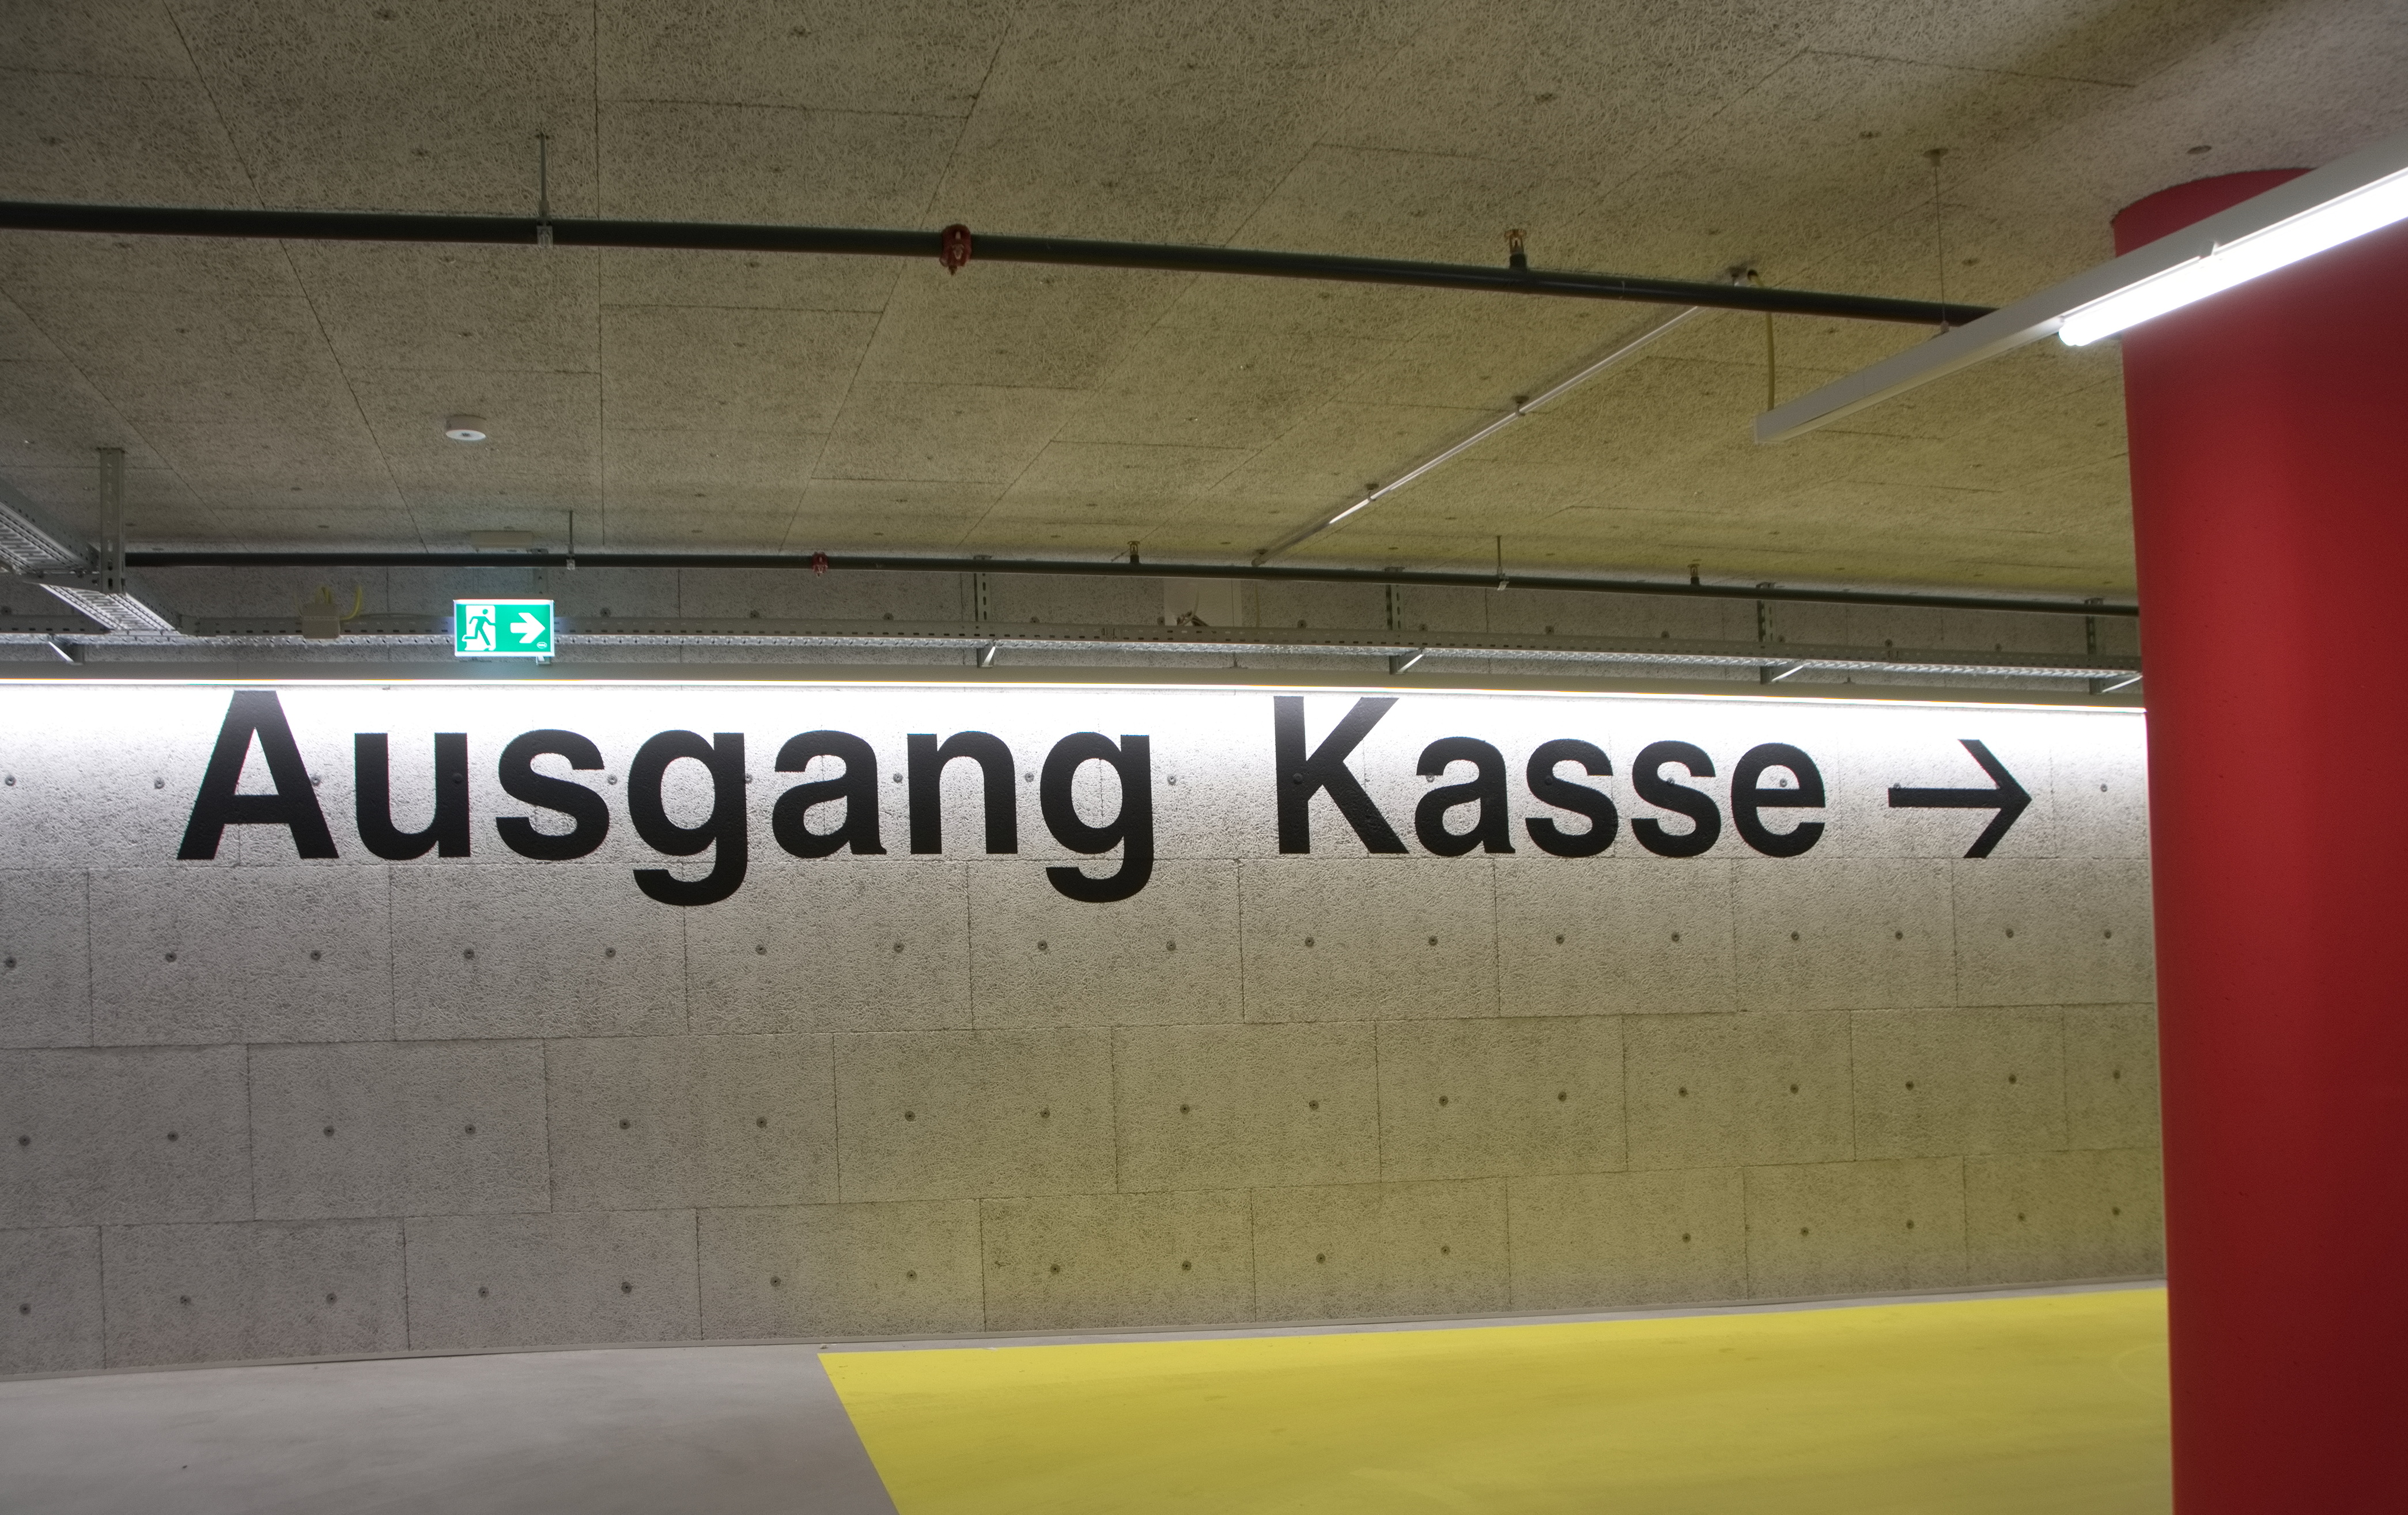 Ausgang Kasse →